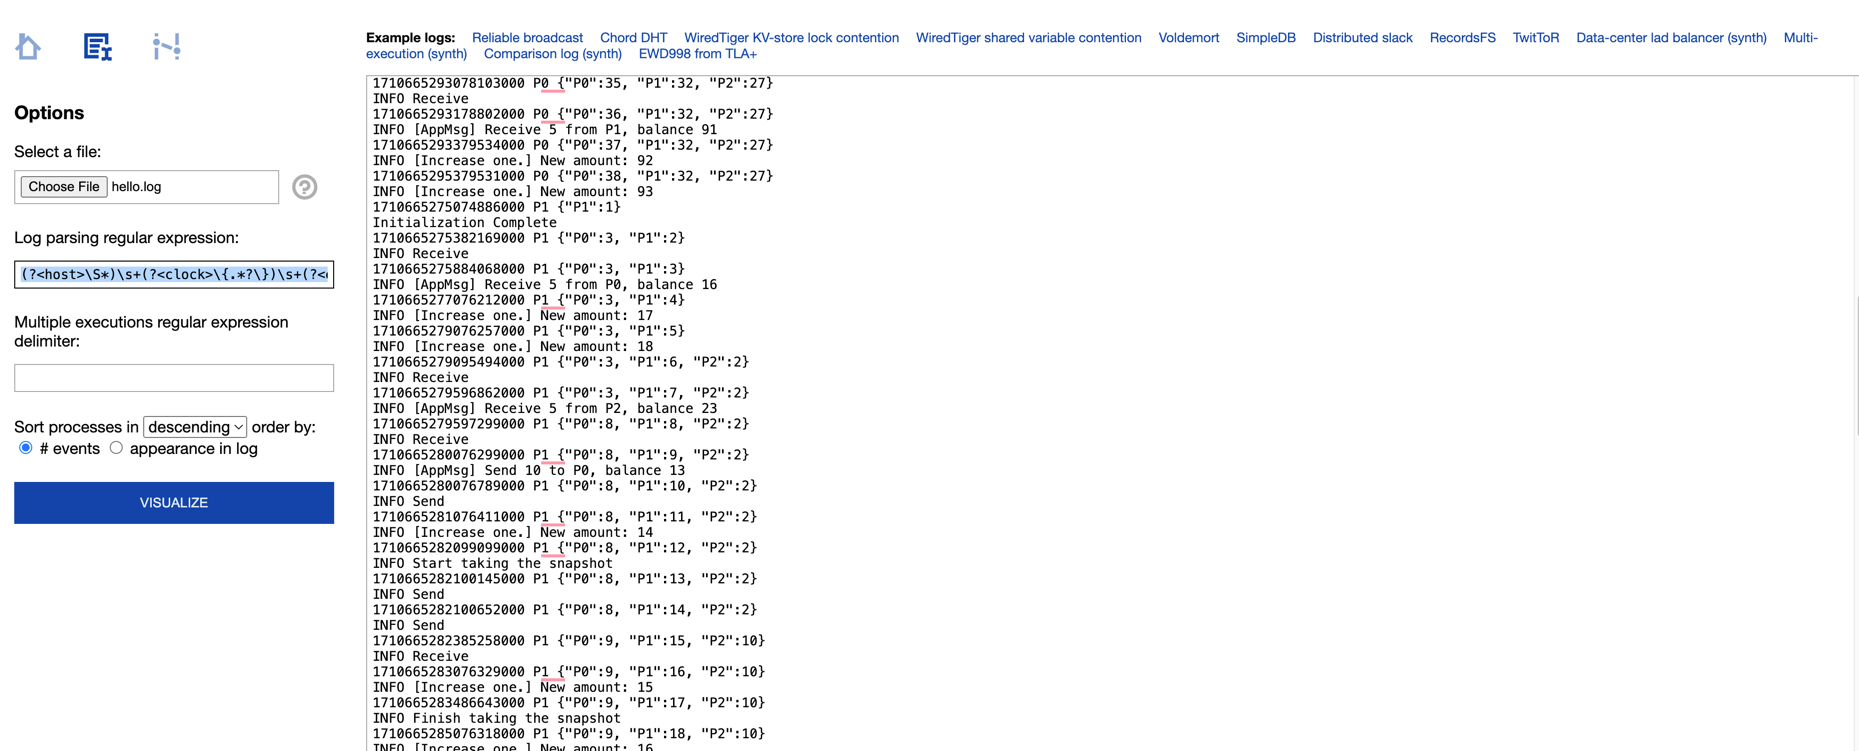 Example logs: Reliable broadcast Chord DHT WiredTiger KV-store lock contention WiredTiger shared variable contention Voldemort SimpleDB Distributed slack RecordsFS TwitToR Data-center lad balancer (synth) Multi-
execution (synth) Comparison log (synth) EWD998 from TLA+
Options
Select a file:
Choose File hello.log
?
Log parsing regular expression:
(?<host>\S*)\s+(?<clock>\{.*?\})\s+(?<
Multiple executions regular expression
delimiter:
Sort processes in descending order by:
# events appearance in log
VISUALIZE
1710665293078103000 P0 {"P0":35, "P1":32, "P2":27}
INFO Receive
1710665293178802000 P0 {"P0":36, "P1":32, "P2":27}
INFO [AppMsg] Receive 5 from P1, balance 91
1710665293379534000 P0 {"P0":37, "P1":32, "P2":27}
INFO [Increase one.] New amount: 92
1710665295379531000 P0 {"P0":38, "P1":32, "P2":27}
INFO [Increase one.] New amount: 93
1710665275074886000 P1 {"P1":1}
Initialization Complete
1710665275382169000 P1 {"P0":3, "P1":2}
INFO Receive
1710665275884068000 P1 {"P0":3, "P1":3}
INFO [AppMsg] Receive 5 from P0, balance 16
1710665277076212000 P1 {"P0":3, "P1":4}
INFO [Increase one.] New amount: 17
1710665279076257000 P1 {"P0":3, "P1":5}
INFO [Increase one.] New amount: 18
1710665279095494000 P1 {"P0":3, "P1":6, "P2":2}
INFO Receive
1710665279596862000 P1 {"P0":3, "P1":7, "P2":2}
INFO [AppMsg] Receive 5 from P2, balance 23
1710665279597299000 P1 {"P0":8, "P1":8, "P2":2}
INFO Receive
1710665280076299000 P1 {"P0":8, "P1":9, "P2":2}
INFO [AppMsg] Send 10 to P0, balance 13
1710665280076789000 P1 {"P0":8, "P1":10, "P2":2}
INFO Send
1710665281076411000 P1 {"P0":8, "P1":11, "P2":2}
INFO [Increase one.] New amount: 14
1710665282099099000 P1 {"P0":8, "P1":12, "P2":2}
INFO Start taking the snapshot
1710665282100145000 P1 {"P0":8, "P1":13, "P2":2}
INFO Send
1710665282100652000 P1 {"P0":8, "P1":14, "P2":2}
INFO Send
1710665282385258000 P1 {"P0":9, "P1":15, "P2":10}
INFO Receive
1710665283076329000 P1 {"P0":9, "P1":16, "P2":10}
INFO [Increase one.] New amount: 15
1710665283486643000 P1 {"P0":9, "P1":17, "P2":10}
INFO Finish taking the snapshot
1710665285076318000 P1 {"P0":9, "P1":18, "P2":10}
INFO [Increase one.] New amount: 16